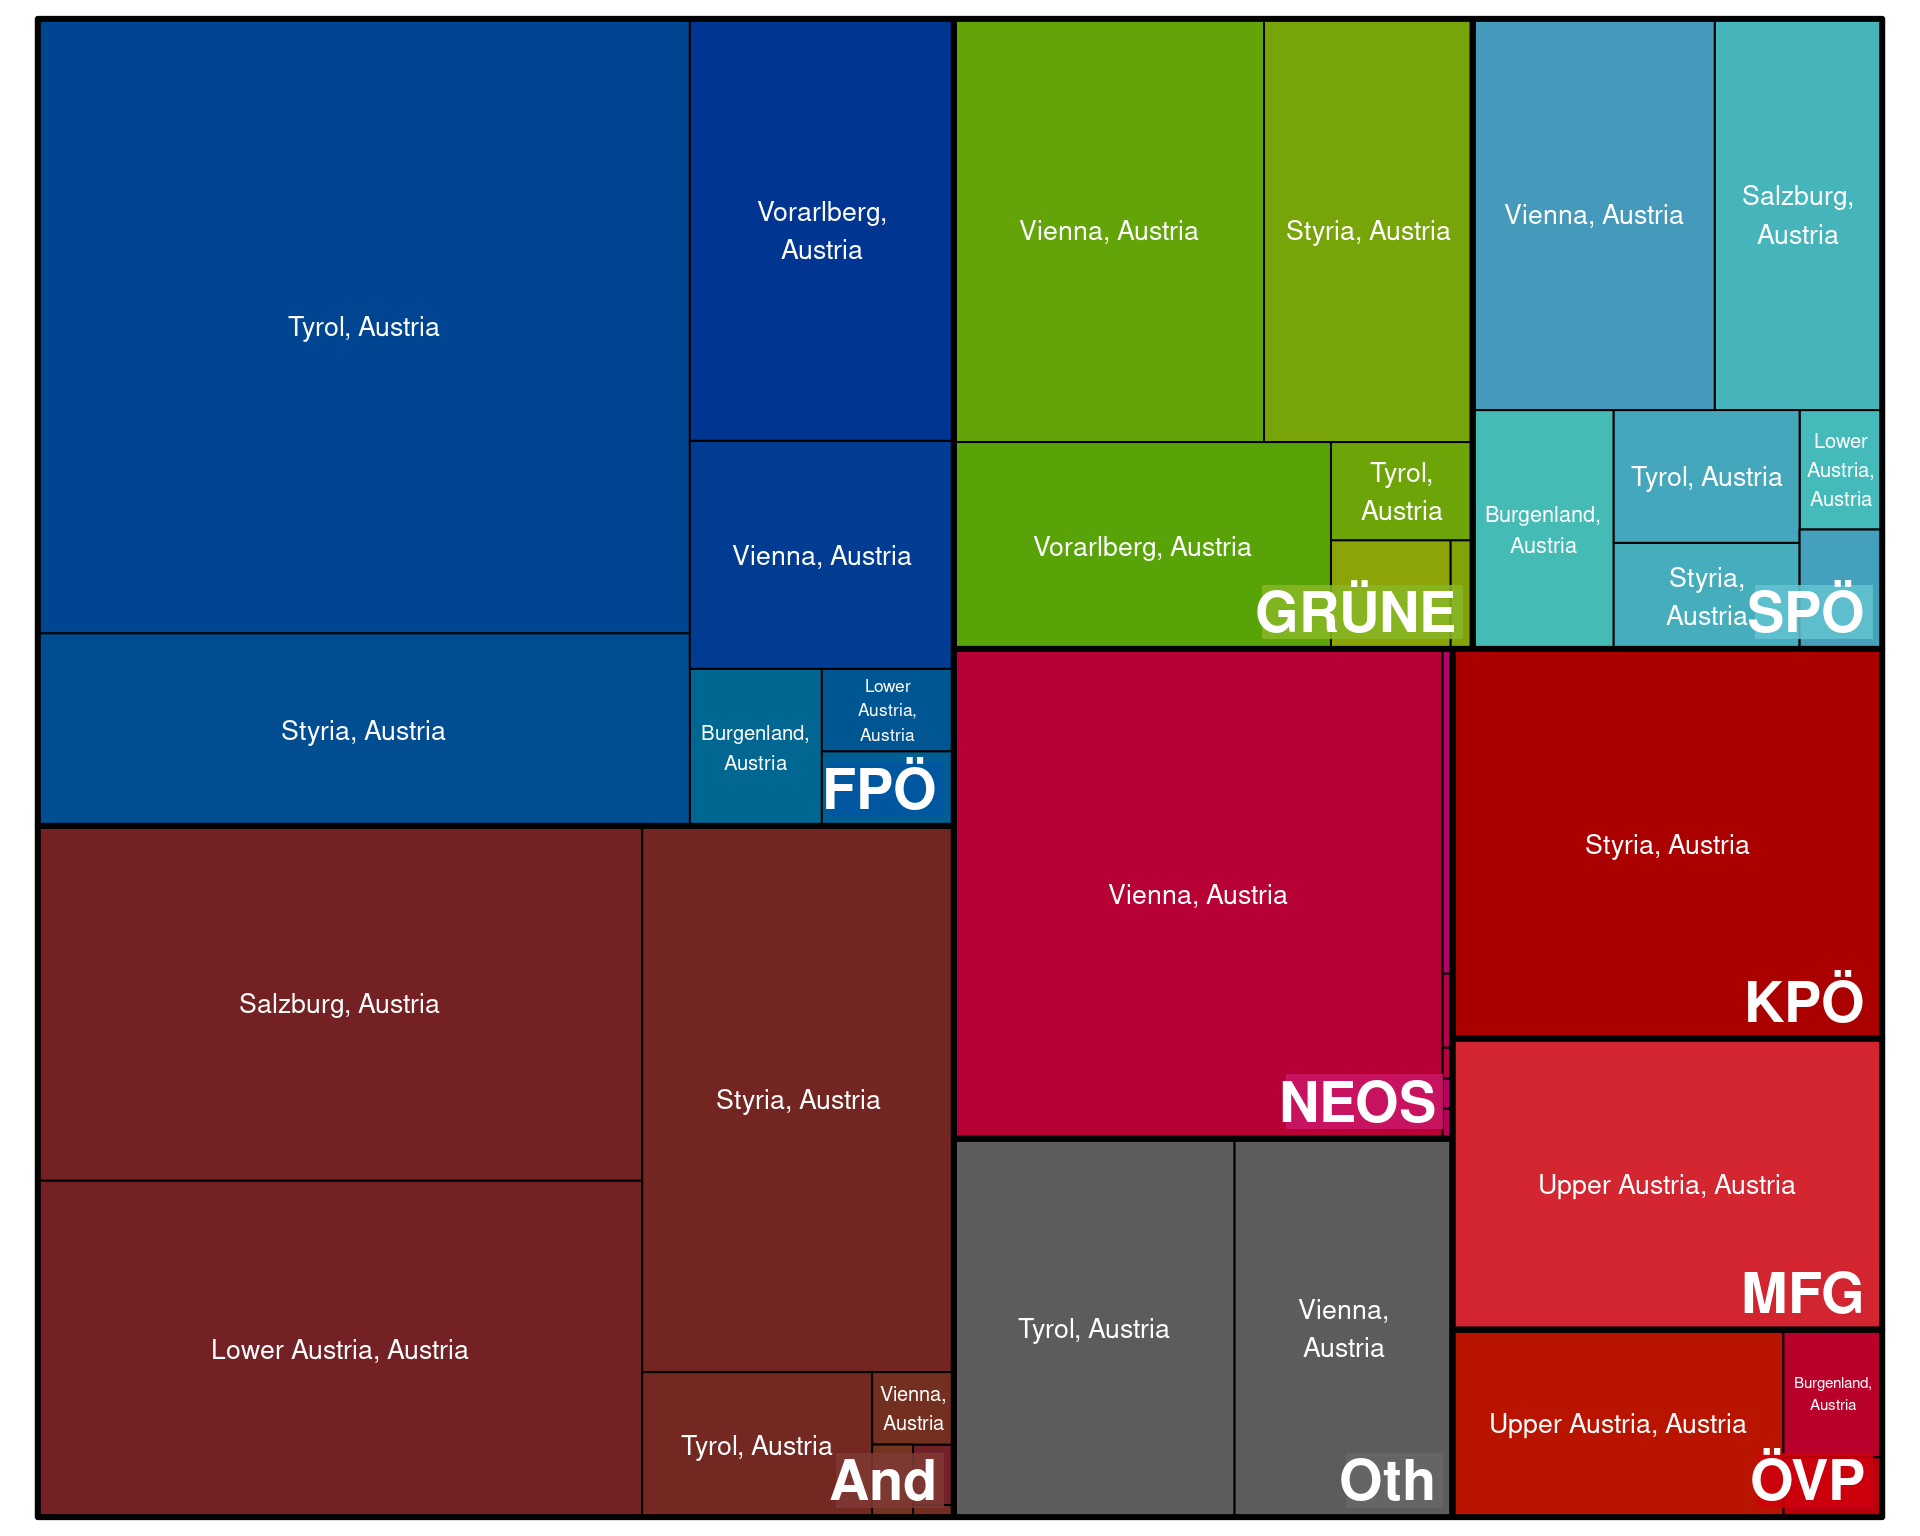 Tyrol, Austria
Vorarlberg,
Austria
Vienna, Austria
Styria, Austria
Burgenland,
Austria
Lower
Austria,
Austria
FPÖ
Vienna, Austria
Styria, Austria
Vorarlberg, Austria
Tyrol,
Austria
GRÜNE
Vienna, Austria
Salzburg,
Austria
Burgenland,
Austria
Tyrol, Austria
Lower
Austria,
Austria
Styria,
Austria
SPÖ
Salzburg, Austria
Styria, Austria
Lower Austria, Austria
Tyrol, Austria
Vienna,
Austria
And
Vienna, Austria
NEOS
Styria, Austria
KPÖ
Upper Austria, Austria
MFG
Tyrol, Austria
Vienna,
Austria
Oth
Upper Austria, Austria
Burgenland,
Austria
ÖVP